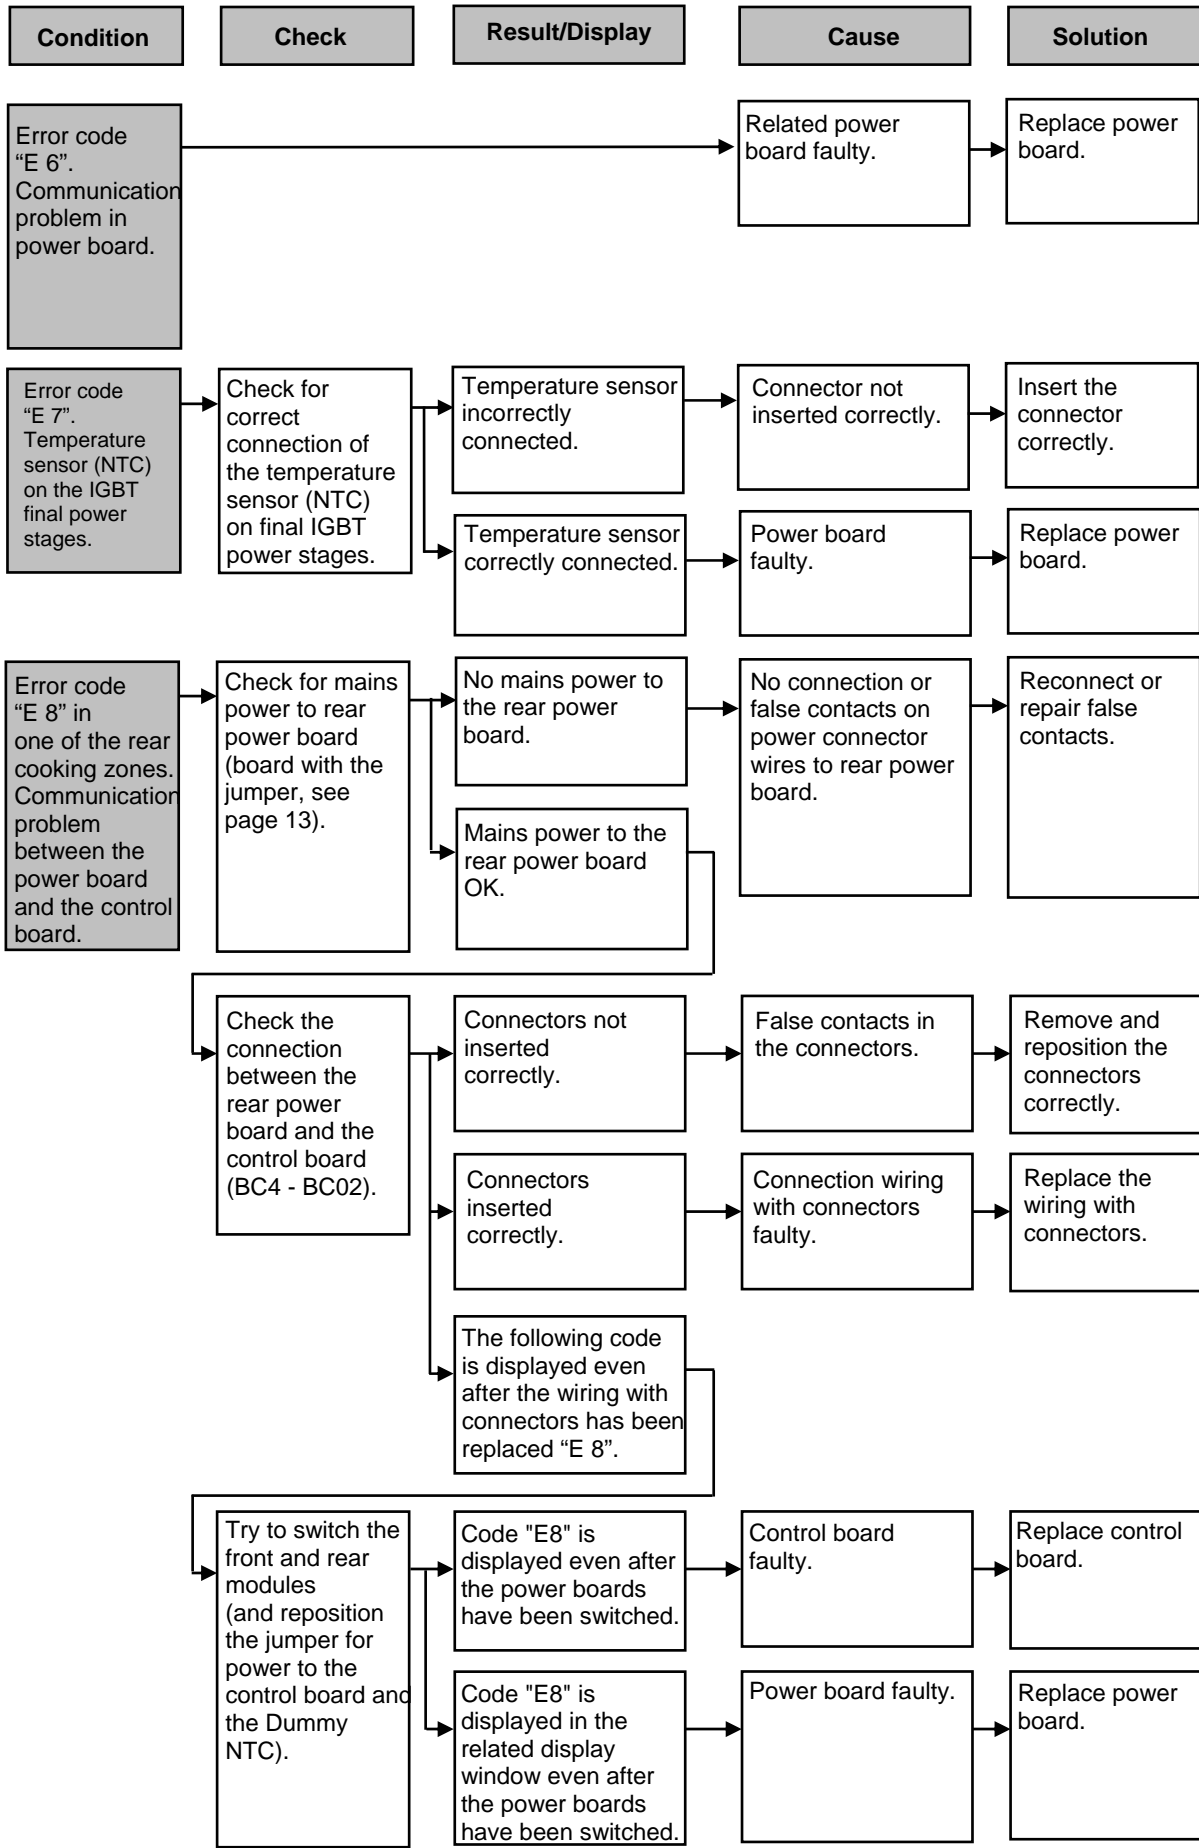 Condition
Check
Result/Display
Cause
Solution
Error code
“E 6”.
Communication
problem in
power board.
Related power
board faulty.
Replace power
board.
Error code
“E 7”.
Temperature
sensor (NTC)
on the IGBT
final power
stages.
Check for
correct
connection of
the temperature
sensor (NTC)
on final IGBT
power stages.
Temperature sensor
incorrectly
connected.
Connector not
inserted correctly.
Insert the
connector
correctly.
Temperature sensor
correctly connected.
Power board
faulty.
Replace power
board.
Error code
“E 8” in
one of the rear
cooking zones.
Communication
problem
between the
power board
and the control
board.
Check for mains
power to rear
power board
(board with the
jumper, see
page 13).
No mains power to
the rear power
board.
No connection or
false contacts on
power connector
wires to rear power
board.
Reconnect or
repair false
contacts.
Mains power to the
rear power board
OK.
Check the
connection
between the
rear power
board and the
control board
(BC4 - BC02).
Connectors not
inserted
correctly.
False contacts in
the connectors.
Remove and
reposition the
connectors
correctly.
Connectors
inserted
correctly.
Connection wiring
with connectors
faulty.
Replace the
wiring with
connectors.
The following code
is displayed even
after the wiring with
connectors has been
replaced “E 8”.
Try to switch the
front and rear
modules
(and reposition
the jumper for
power to the
control board and
the Dummy
NTC).
Code "E8" is
displayed even after
the power boards
have been switched.
Control board
faulty.
Replace control
board.
Code "E8" is
displayed in the
related display
window even after
the power boards
have been switched.
Power board faulty.
Replace power
board.